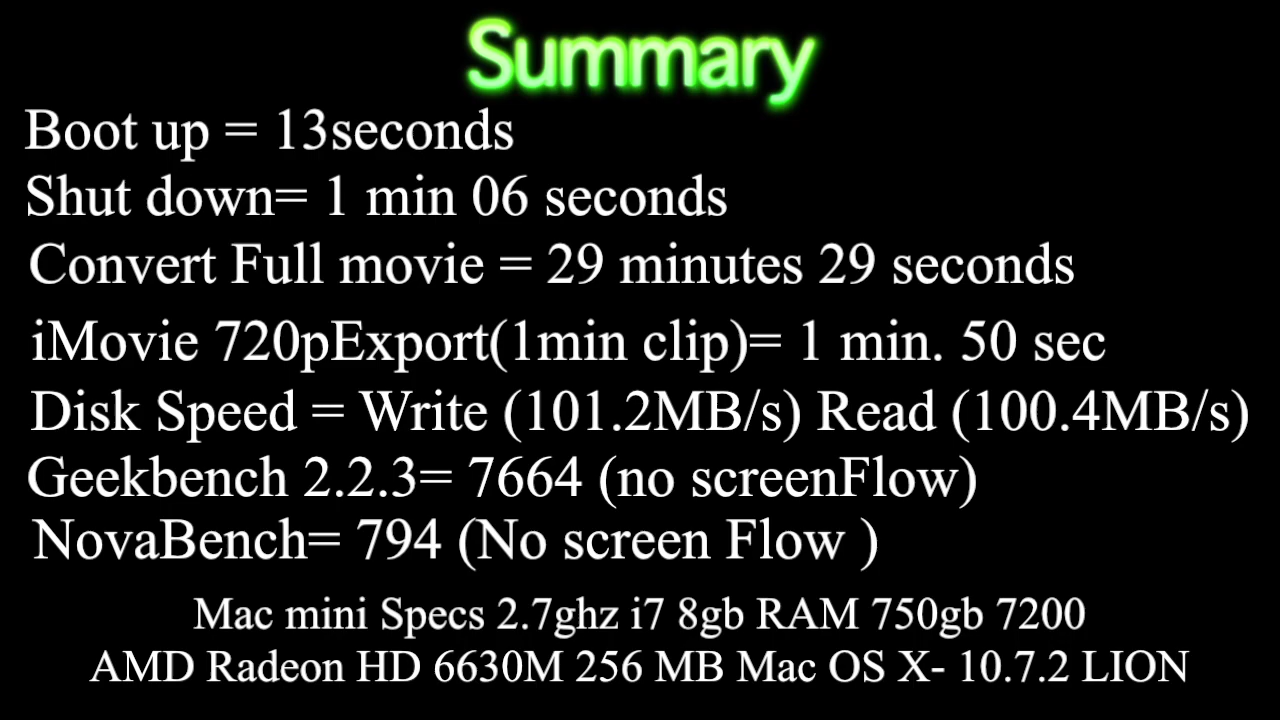 Summary
Boot up = 13seconds
Shut down= 1 min 06 seconds
Convert Full movie = 29 minutes 29 seconds
iMovie 720pExport(1min clip)= 1 min. 50 sec
Disk Speed = Write (101.2MB/s) Read (100.4MB/s)
Geekbench 2.2.3= 7664 (no screenFlow)
NovaBench= 794 (No screen Flow )
Mac mini Specs 2.7ghz i7 8gb RAM 750gb 7200
AMD Radeon HD 6630M 256 MB Mac OS X- 10.7.2 LION